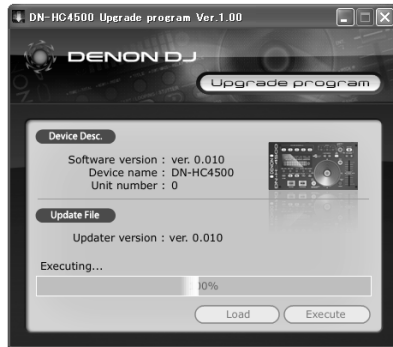 DN-HC4500 Upgrade program Ver.1.00
DENON DJ
Upgrade program
Device Desc.
Software version : ver. 0.010
Device name : DN-HC4500
Unit number : 0
Update File
Updater version : ver. 0.010
Executing...
Load
Execute